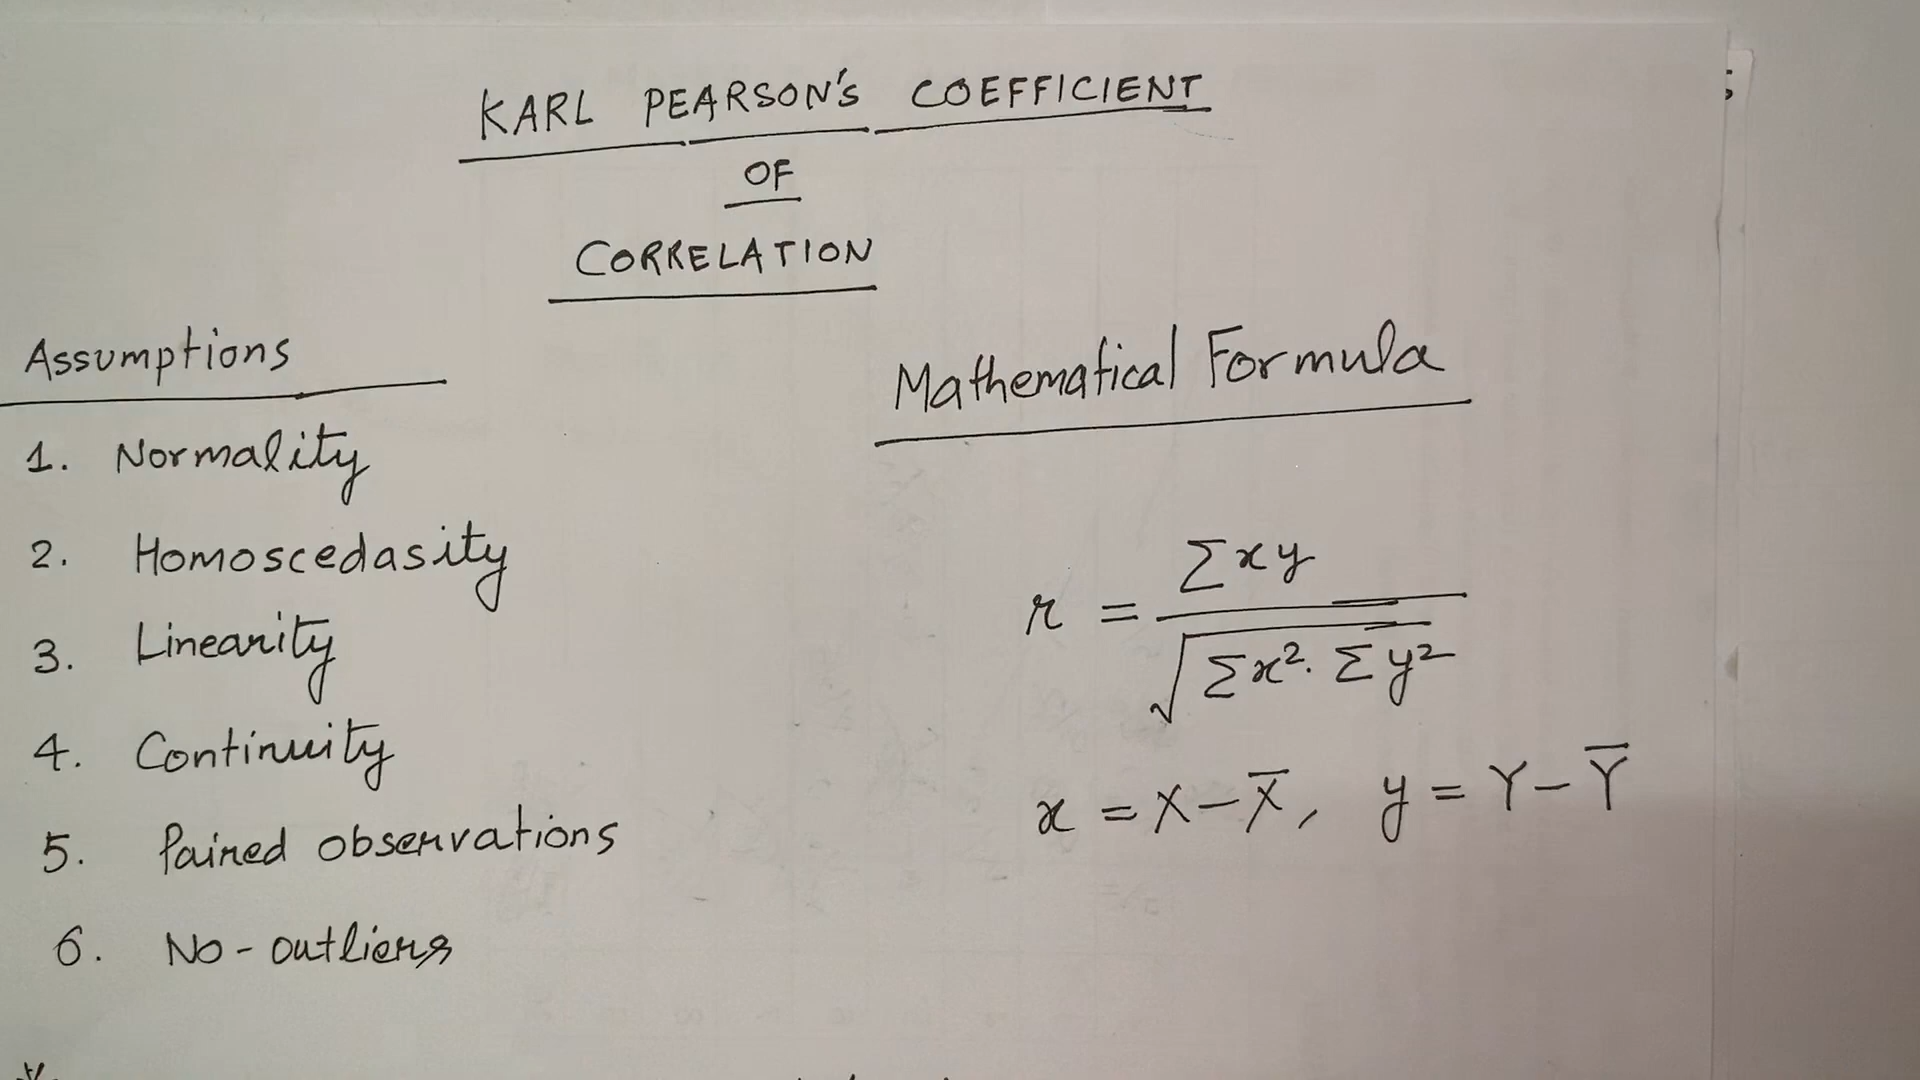 KARL PEARSON'S COEFFICIENT
OF
CORRELATION
Assumptions
1. Normality
2. Homoscedasity
3. Linearity
4. Continuity
5. Paired observations
6. No-outliers
Mathematical Formula
r = Σxy / √(Σx². Σy²)
x = X - X̅, y = Y - Y̅